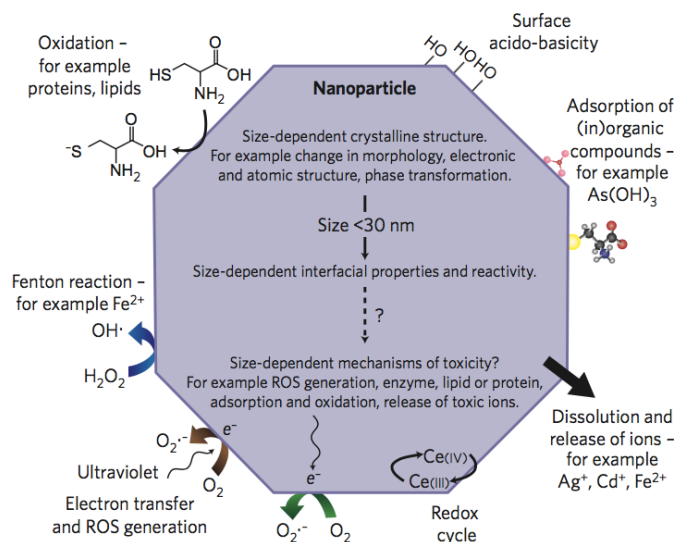 Surface
acido-basicity
HO HOHO
Oxidation –
for example
proteins, lipids
HS
O
OH
NH₂
⁻S
O
OH
NH₂
Nanoparticle
Size-dependent crystalline structure.
For example change in morphology, electronic
and atomic structure, phase transformation.
Size <30 nm
Size-dependent interfacial properties and reactivity.
?
Size-dependent mechanisms of toxicity?
For example ROS generation, enzyme, lipid or protein,
adsorption and oxidation, release of toxic ions.
Adsorption of
(in)organic
compounds –
for example
As(OH)₃
Fenton reaction –
for example Fe²⁺
OH·
H₂O₂
O₂·⁻
e⁻
Ultraviolet
O₂
Electron transfer
and ROS generation
e⁻
O₂·⁻
O₂
Ce(IV)
Ce(III)
Redox
cycle
Dissolution and
release of ions –
for example
Ag⁺, Cd⁺, Fe²⁺